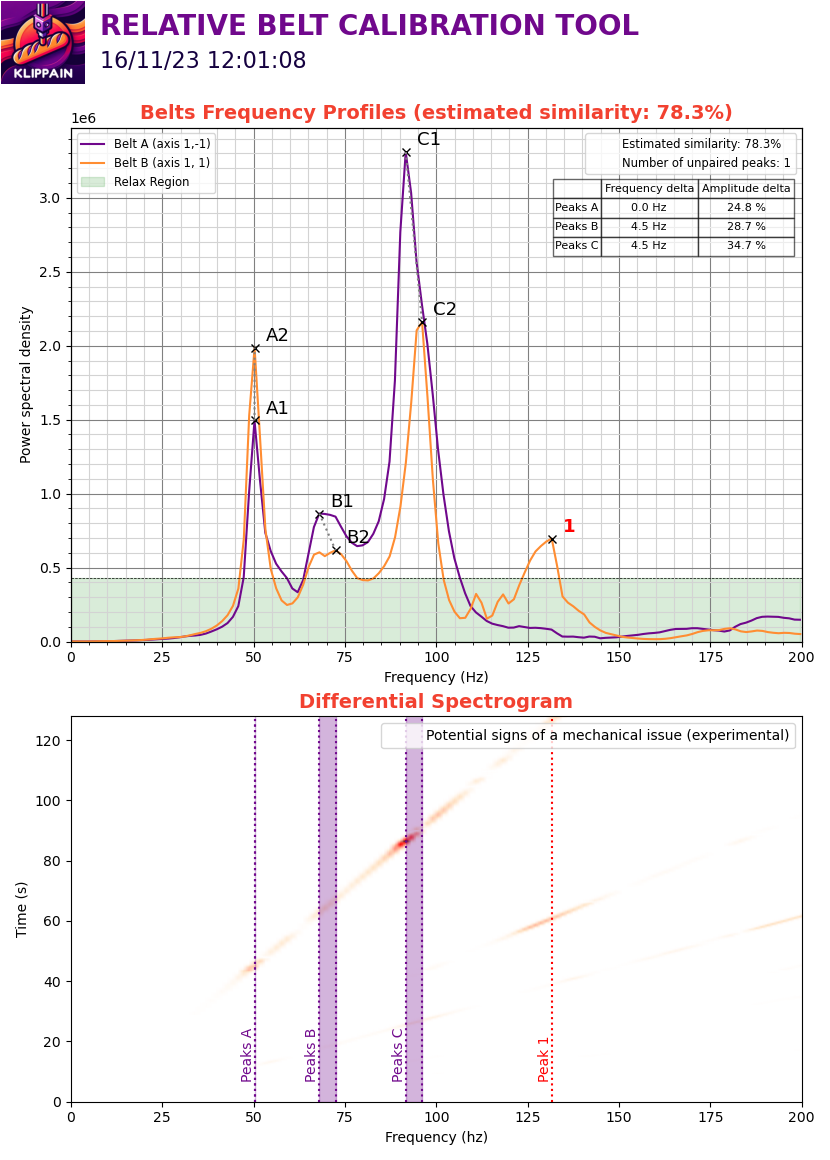 KLIPPAIN
RELATIVE BELT CALIBRATION TOOL
16/11/23 12:01:08
Belts Frequency Profiles (estimated similarity: 78.3%)
1e6
Belt A (axis 1,-1)
Belt B (axis 1, 1)
Relax Region
Estimated similarity: 78.3%
Number of unpaired peaks: 1
Frequency delta Amplitude delta
Peaks A 0.0 Hz 24.8 %
Peaks B 4.5 Hz 28.7 %
Peaks C 4.5 Hz 34.7 %
C1
C2
A2
A1
B1
B2
1
3.0
2.5
2.0
1.5
1.0
0.5
0.0
Power spectral density
0 25 50 75 100 125 150 175 200
Frequency (Hz)
Differential Spectrogram
Potential signs of a mechanical issue (experimental)
120
100
80
60
40
20
0
Time (s)
Peaks A
Peaks B
Peaks C
Peak 1
0 25 50 75 100 125 150 175 200
Frequency (hz)